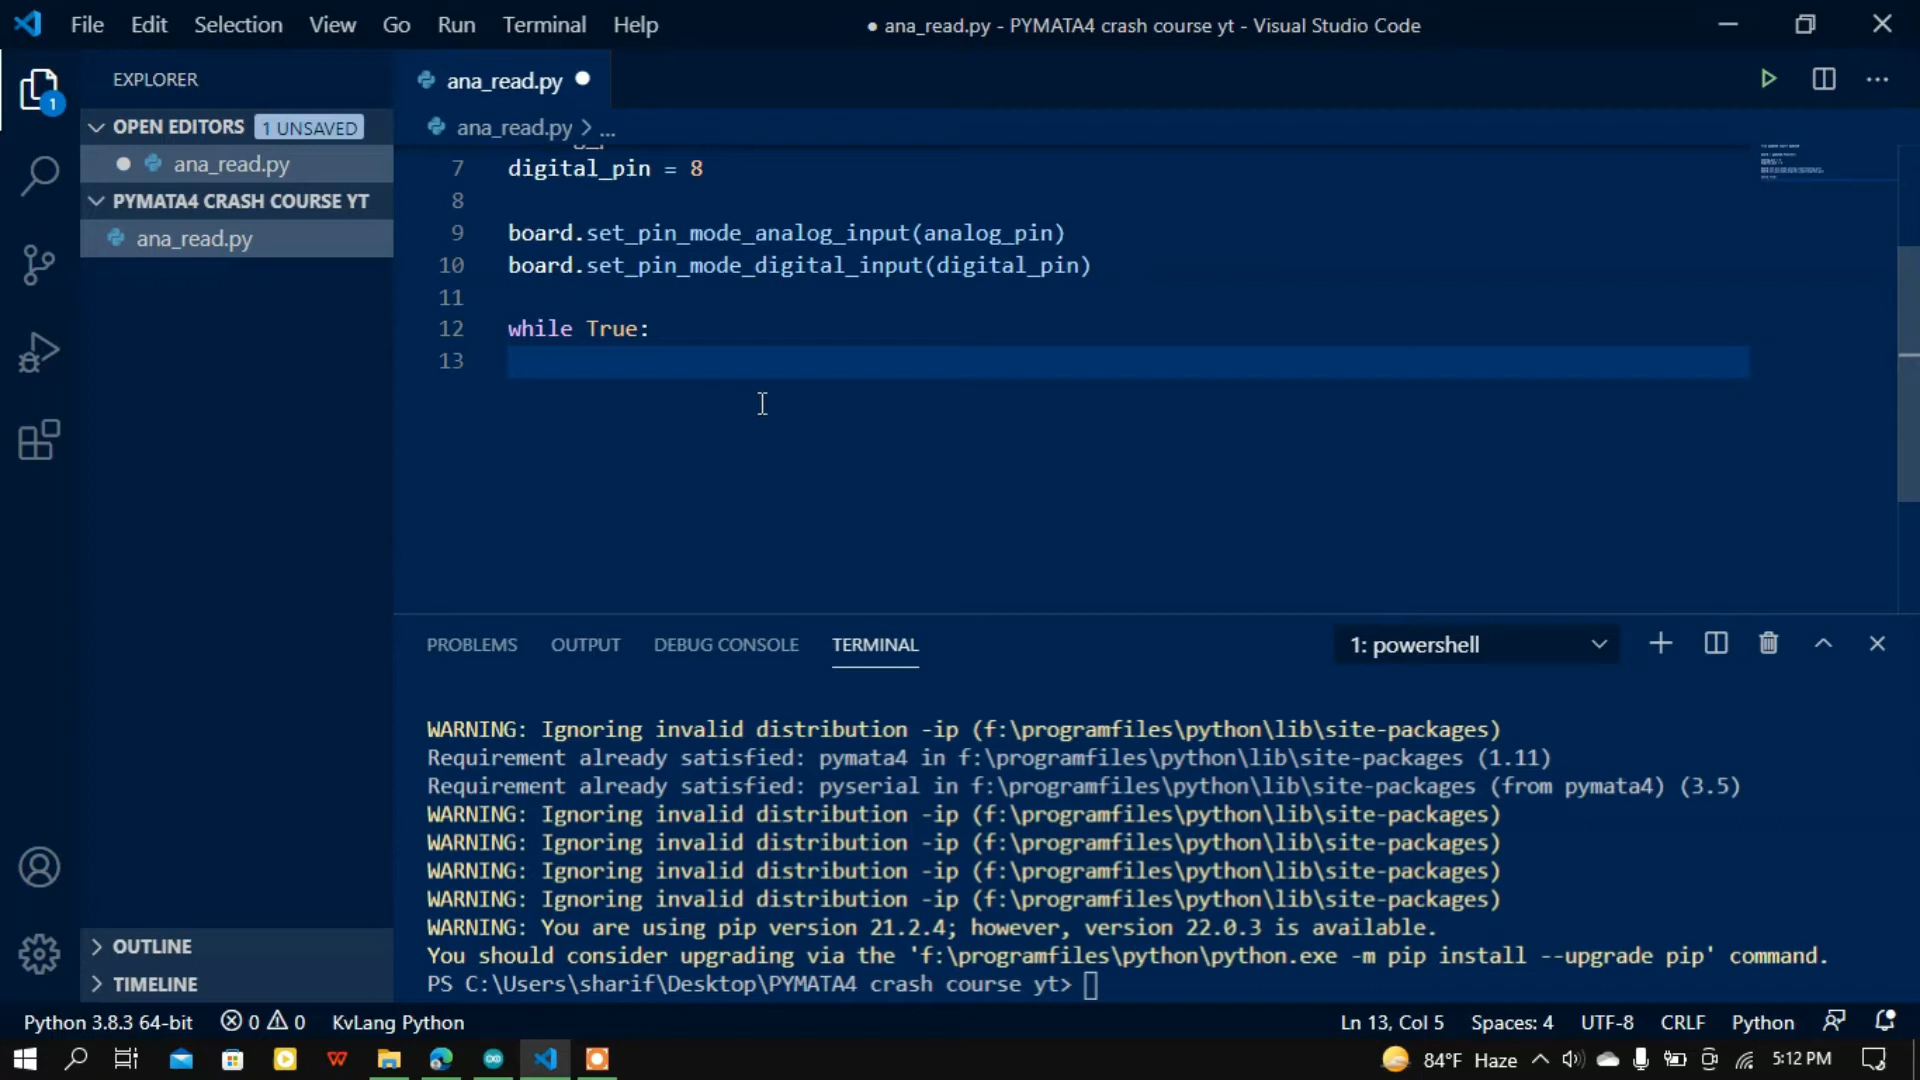 File Edit Selection View Go Run Terminal Help
● ana_read.py - PYMATA4 crash course yt - Visual Studio Code
EXPLORER
OPEN EDITORS 1 UNSAVED
ana_read.py
PYMATA4 CRASH COURSE YT
ana_read.py
OUTLINE
TIMELINE
1
ana_read.py
ana_read.py > ...
7 digital_pin = 8
8
9 board.set_pin_mode_analog_input(analog_pin)
10 board.set_pin_mode_digital_input(digital_pin)
11
12 while True:
13
PROBLEMS OUTPUT DEBUG CONSOLE TERMINAL 1: powershell
WARNING: Ignoring invalid distribution -ip (f:\programfiles\python\lib\site-packages)
Requirement already satisfied: pymata4 in f:\programfiles\python\lib\site-packages (1.11)
Requirement already satisfied: pyserial in f:\programfiles\python\lib\site-packages (from pymata4) (3.5)
WARNING: Ignoring invalid distribution -ip (f:\programfiles\python\lib\site-packages)
WARNING: Ignoring invalid distribution -ip (f:\programfiles\python\lib\site-packages)
WARNING: Ignoring invalid distribution -ip (f:\programfiles\python\lib\site-packages)
WARNING: Ignoring invalid distribution -ip (f:\programfiles\python\lib\site-packages)
WARNING: You are using pip version 21.2.4; however, version 22.0.3 is available.
You should consider upgrading via the 'f:\programfiles\python\python.exe -m pip install --upgrade pip' command.
PS C:\Users\sharif\Desktop\PYMATA4 crash course yt>
Python 3.8.3 64-bit 0 0 KvLang Python Ln 13, Col 5 Spaces: 4 UTF-8 CRLF Python
84°F Haze 5:12 PM